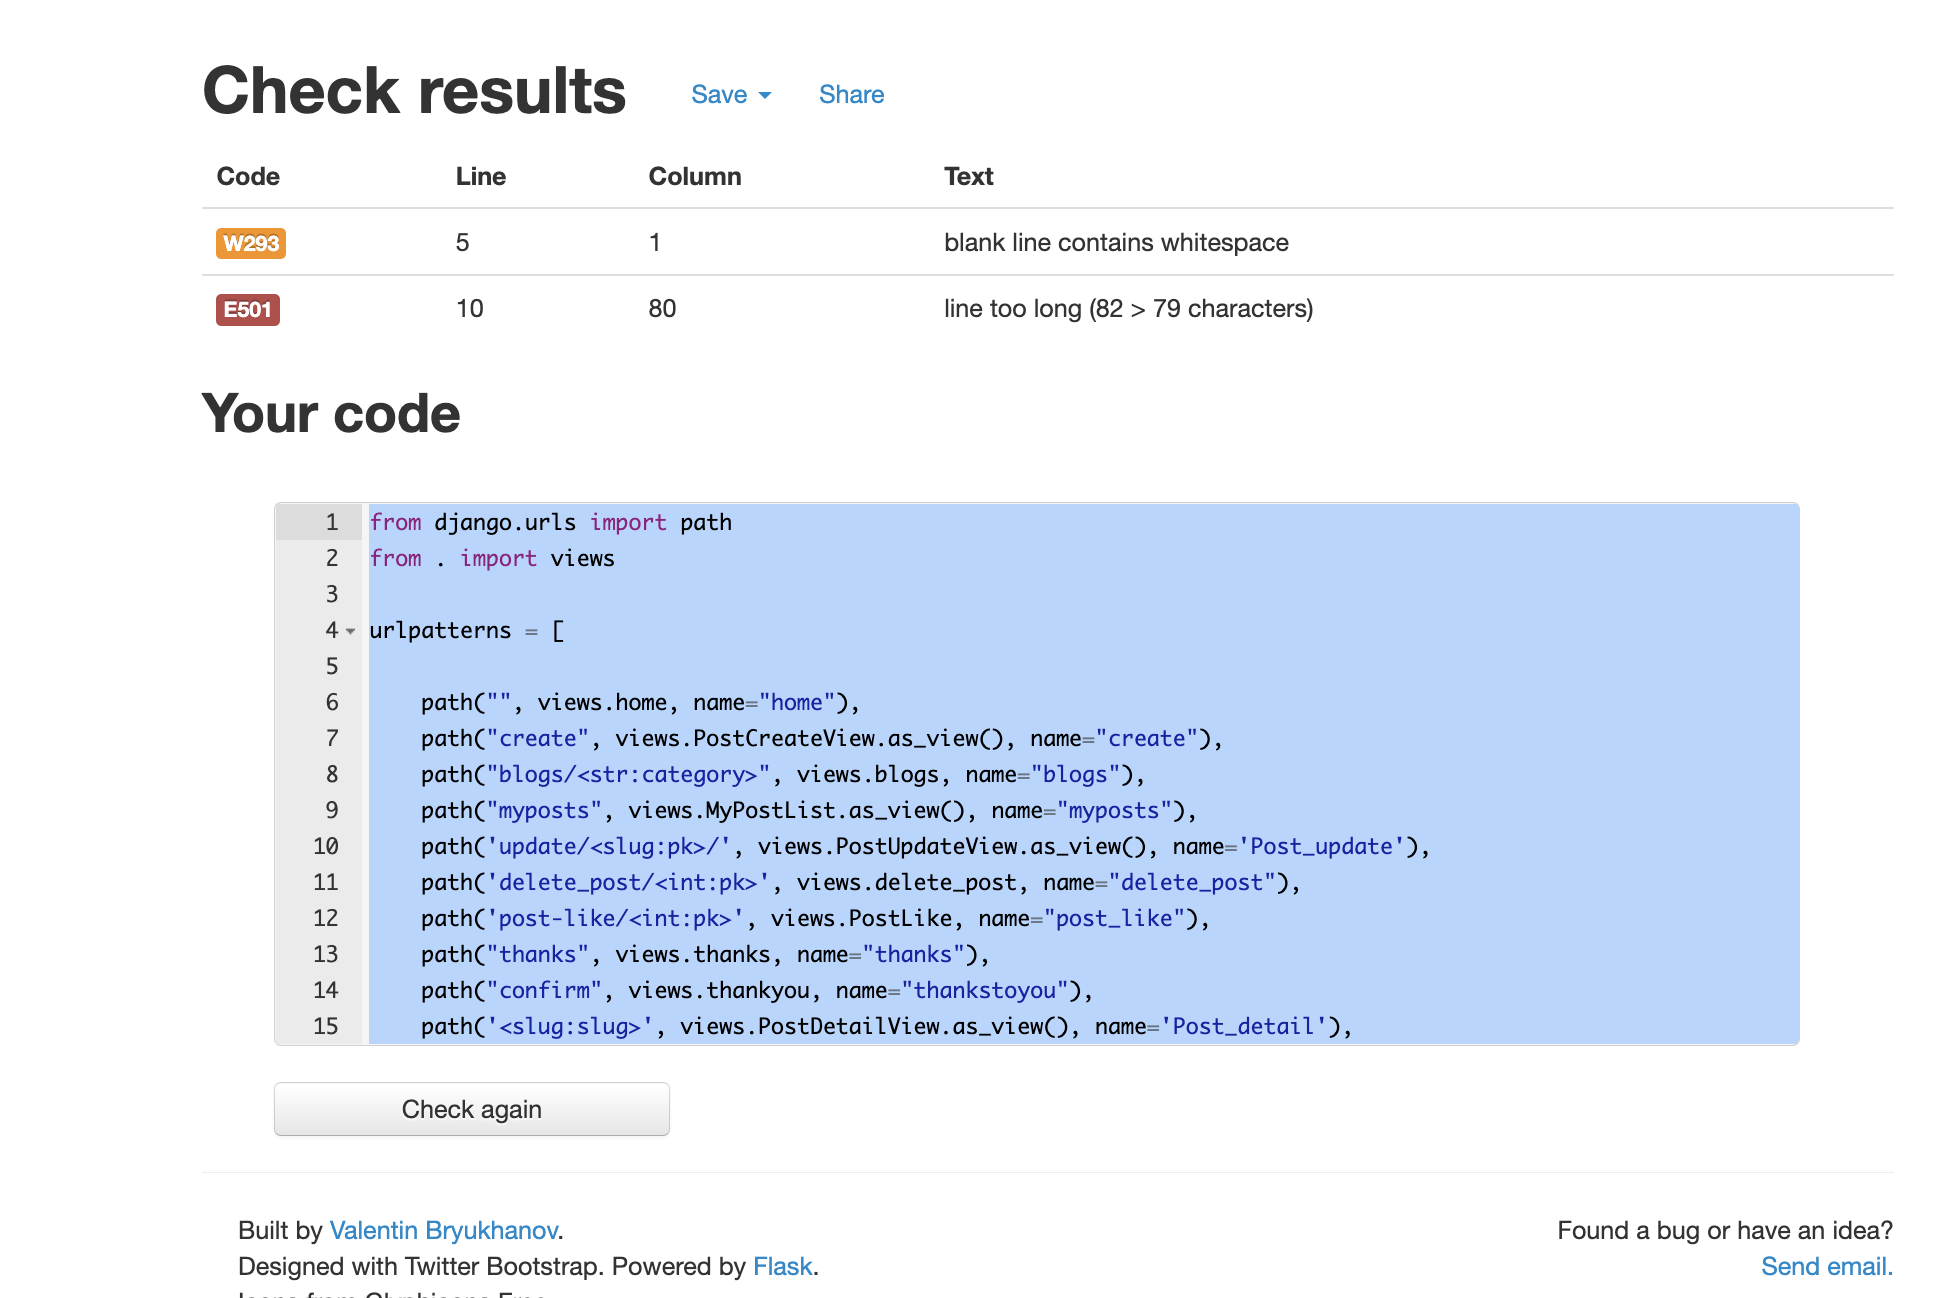 Check results Save Share
Code Line Column Text
W293 5 1 blank line contains whitespace
E501 10 80 line too long (82 > 79 characters)
Your code
1 from django.urls import path
2 from . import views
3
4 urlpatterns = [
5
6     path("", views.home, name="home"),
7     path("create", views.PostCreateView.as_view(), name="create"),
8     path("blogs/<str:category>", views.blogs, name="blogs"),
9     path("myposts", views.MyPostList.as_view(), name="myposts"),
10     path('update/<slug:pk>/', views.PostUpdateView.as_view(), name='Post_update'),
11     path('delete_post/<int:pk>', views.delete_post, name="delete_post"),
12     path('post-like/<int:pk>', views.PostLike, name="post_like"),
13     path("thanks", views.thanks, name="thanks"),
14     path("confirm", views.thankyou, name="thankstoyou"),
15     path('<slug:slug>', views.PostDetailView.as_view(), name='Post_detail'),
Check again
Built by Valentin Bryukhanov. Found a bug or have an idea?
Designed with Twitter Bootstrap. Powered by Flask. Send email.